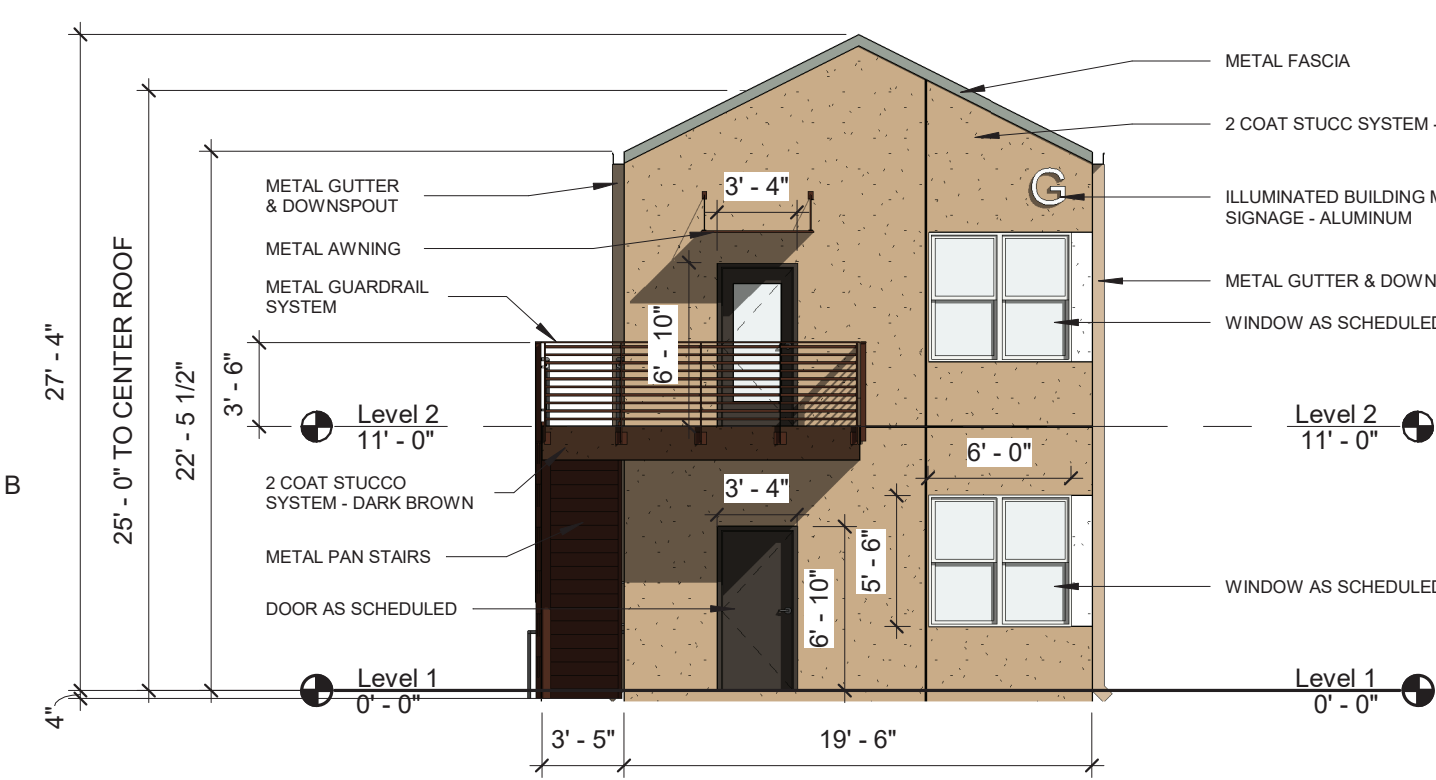 METAL FASCIA
2 COAT STUCC SYSTEM -
METAL GUTTER
& DOWNSPOUT
3' - 4"
G
ILLUMINATED BUILDING
SIGNAGE - ALUMINUM
METAL AWNING
METAL GUARDRAIL
SYSTEM
METAL GUTTER & DOWN
WINDOW AS SCHEDULED
27' - 4"
25' - 0" TO CENTER ROOF
22' - 5 1/2"
3' - 6"
6' - 10"
Level 2
11' - 0"
Level 2
11' - 0"
6' - 0"
B
2 COAT STUCCO
SYSTEM - DARK BROWN
3' - 4"
METAL PAN STAIRS
5' - 6"
DOOR AS SCHEDULED
6' - 10"
WINDOW AS SCHEDULED
Level 1
0' - 0"
Level 1
0' - 0"
4"
3' - 5"
19' - 6"